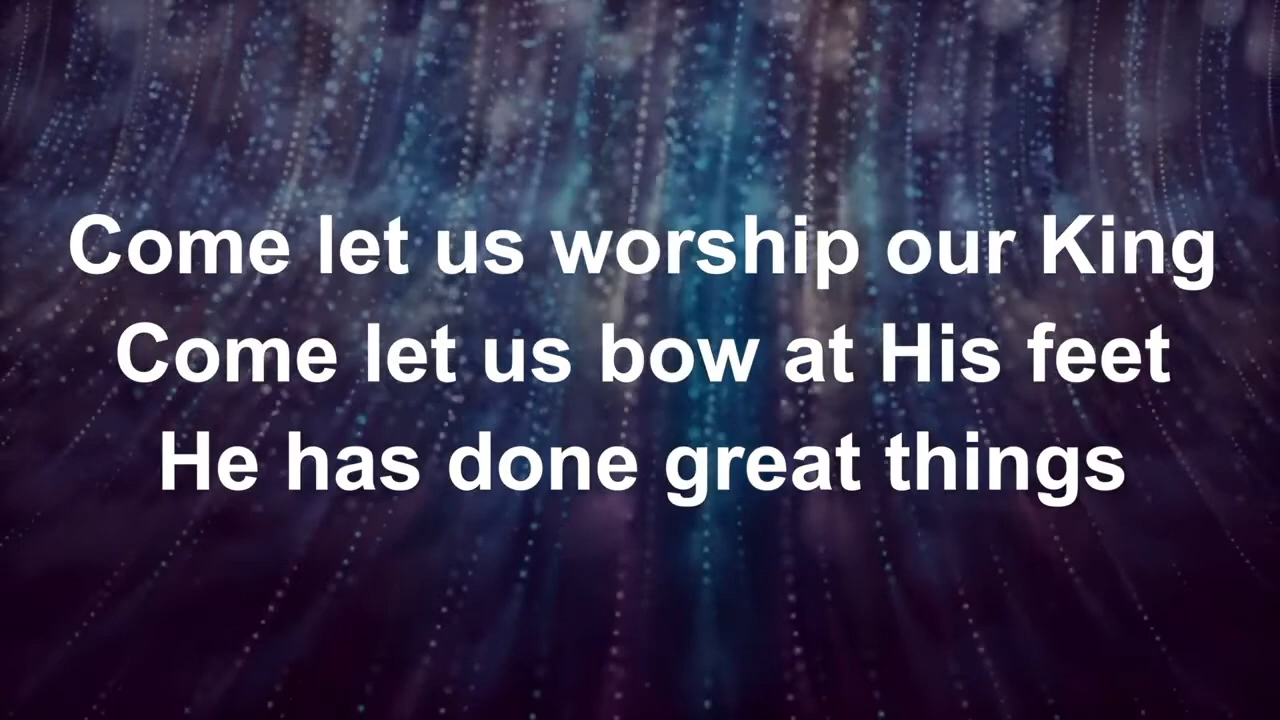 Come let us worship our King
Come let us bow at His feet
He has done great things